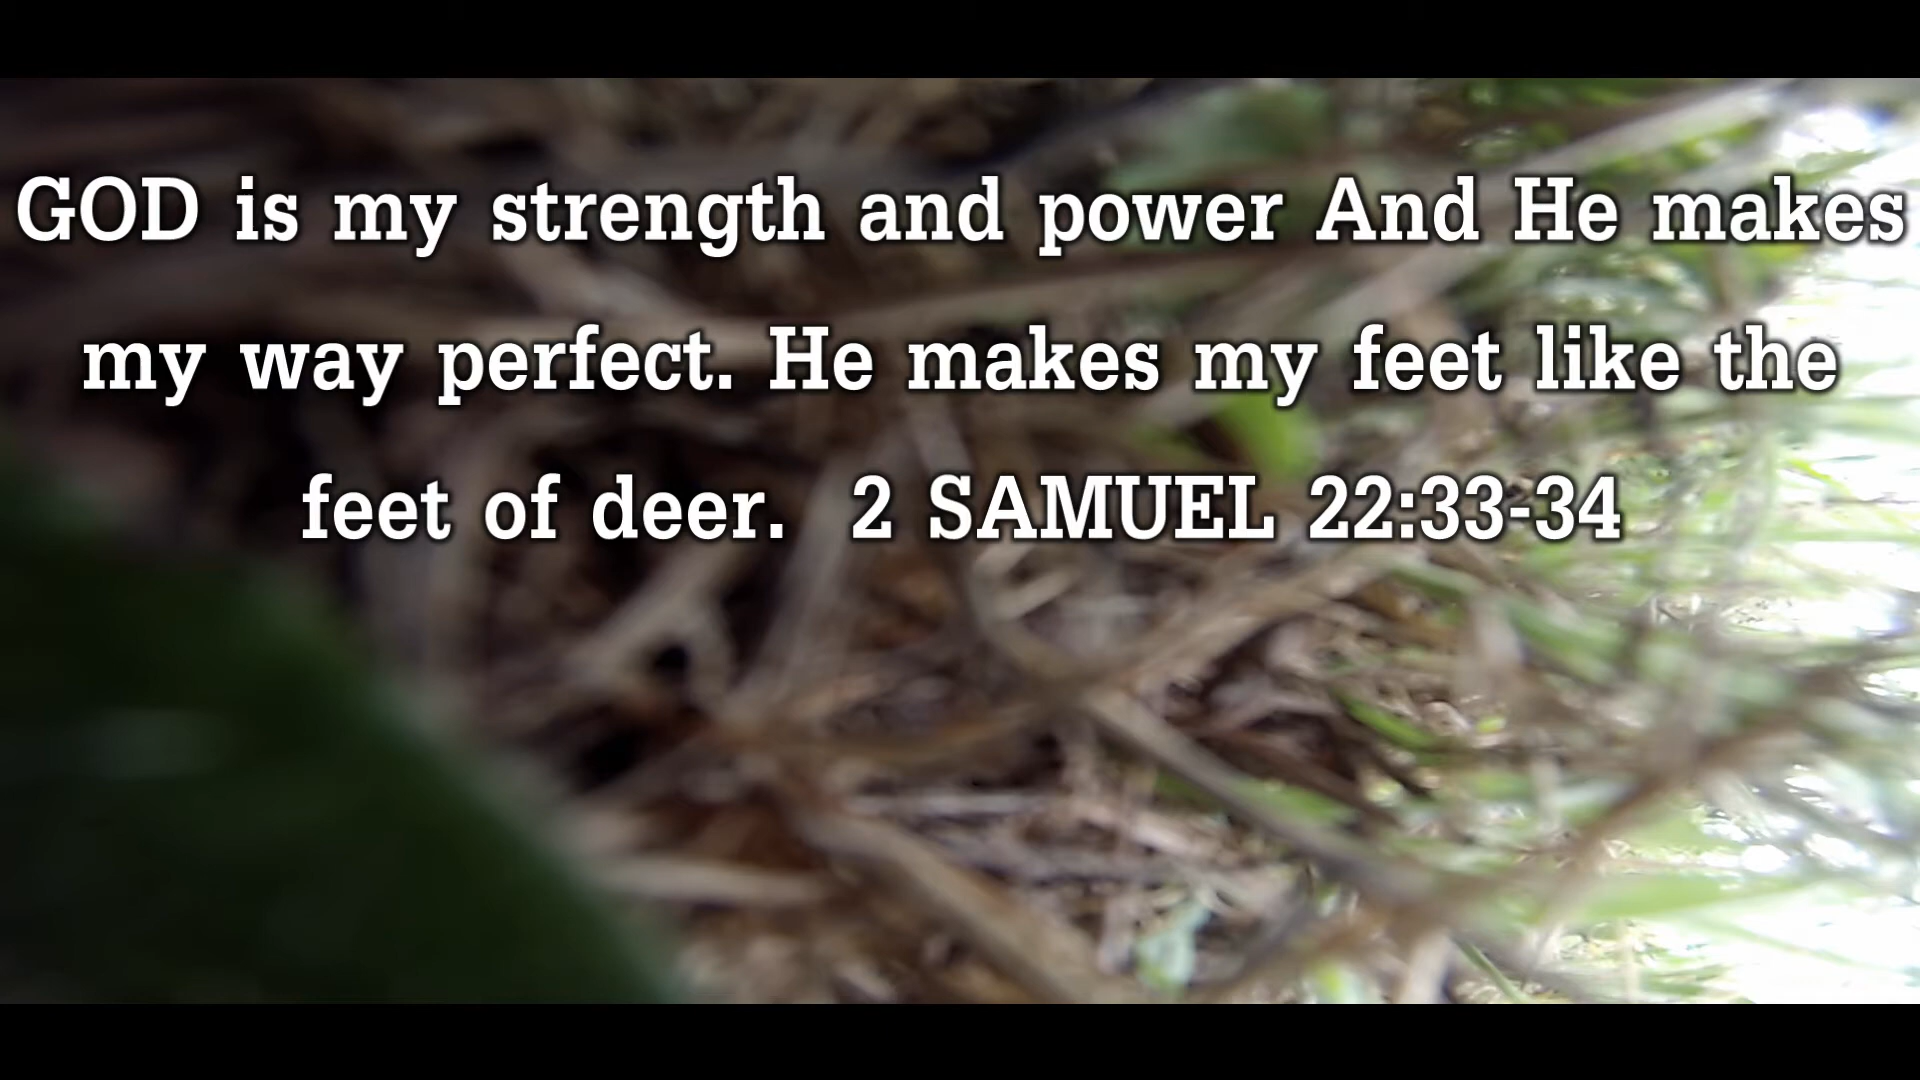 GOD is my strength and power And He makes
my way perfect. He makes my feet like the
feet of deer. 2 SAMUEL 22:33-34